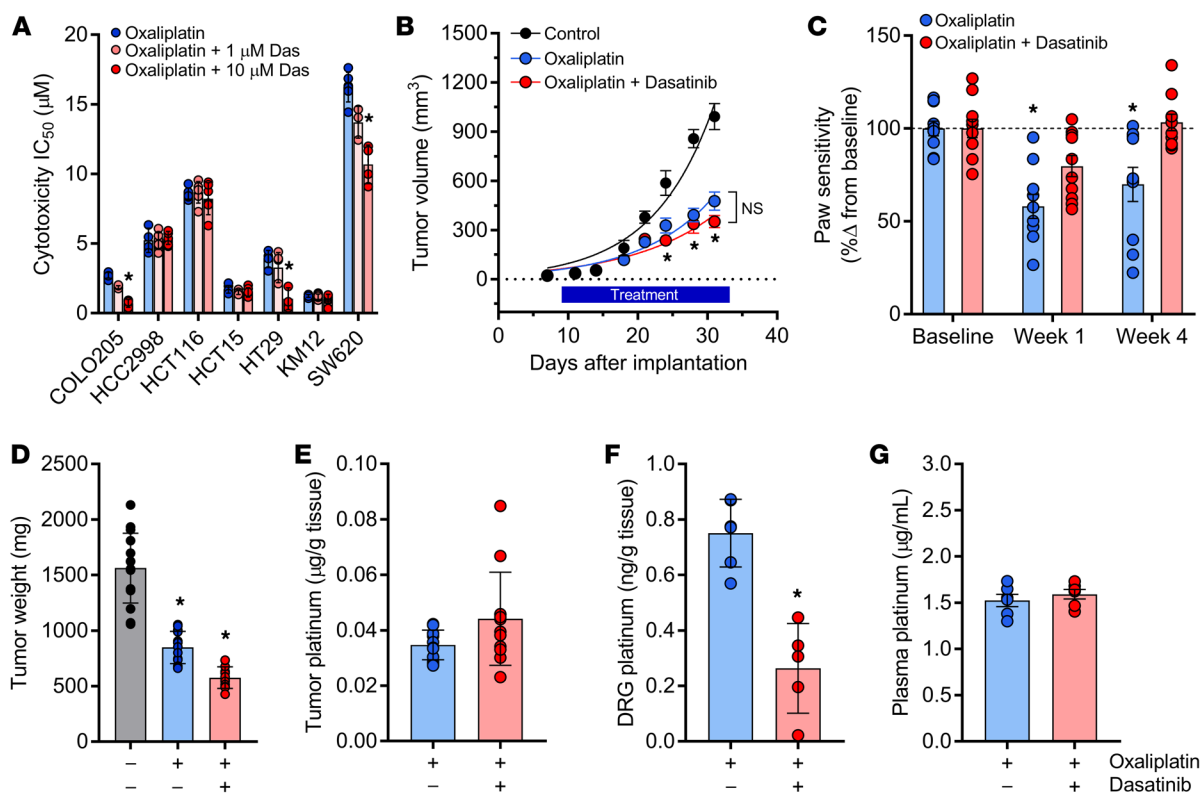 A
Cytotoxicity IC50 (μM)
20
15
10
5
0
Oxaliplatin
Oxaliplatin + 1 μM Das
Oxaliplatin + 10 μM Das
*
*
*
COLO205
HCC2998
HCT116
HCT15
HT29
KM12
SW620
B
Tumor volume (mm3)
1500
1200
900
600
300
0
Control
Oxaliplatin
Oxaliplatin + Dasatinib
NS
* * *
Treatment
0 10 20 30 40
Days after implantation
C
Oxaliplatin
Oxaliplatin + Dasatinib
Paw sensitivity
(%Δ from baseline)
150
100
50
0
* *
Baseline Week 1 Week 4
D
Tumor weight (mg)
2500
2000
1500
1000
500
0
*
*
– + +
– – +
E
Tumor platinum (μg/g tissue)
0.10
0.08
0.06
0.04
0.02
0.00
+ +
– +
F
DRG platinum (ng/g tissue)
1.0
0.8
0.6
0.4
0.2
0.0
*
+ +
– +
G
Plasma platinum (μg/mL)
3.0
2.5
2.0
1.5
1.0
0.5
0.0
+ + Oxaliplatin
– + Dasatinib